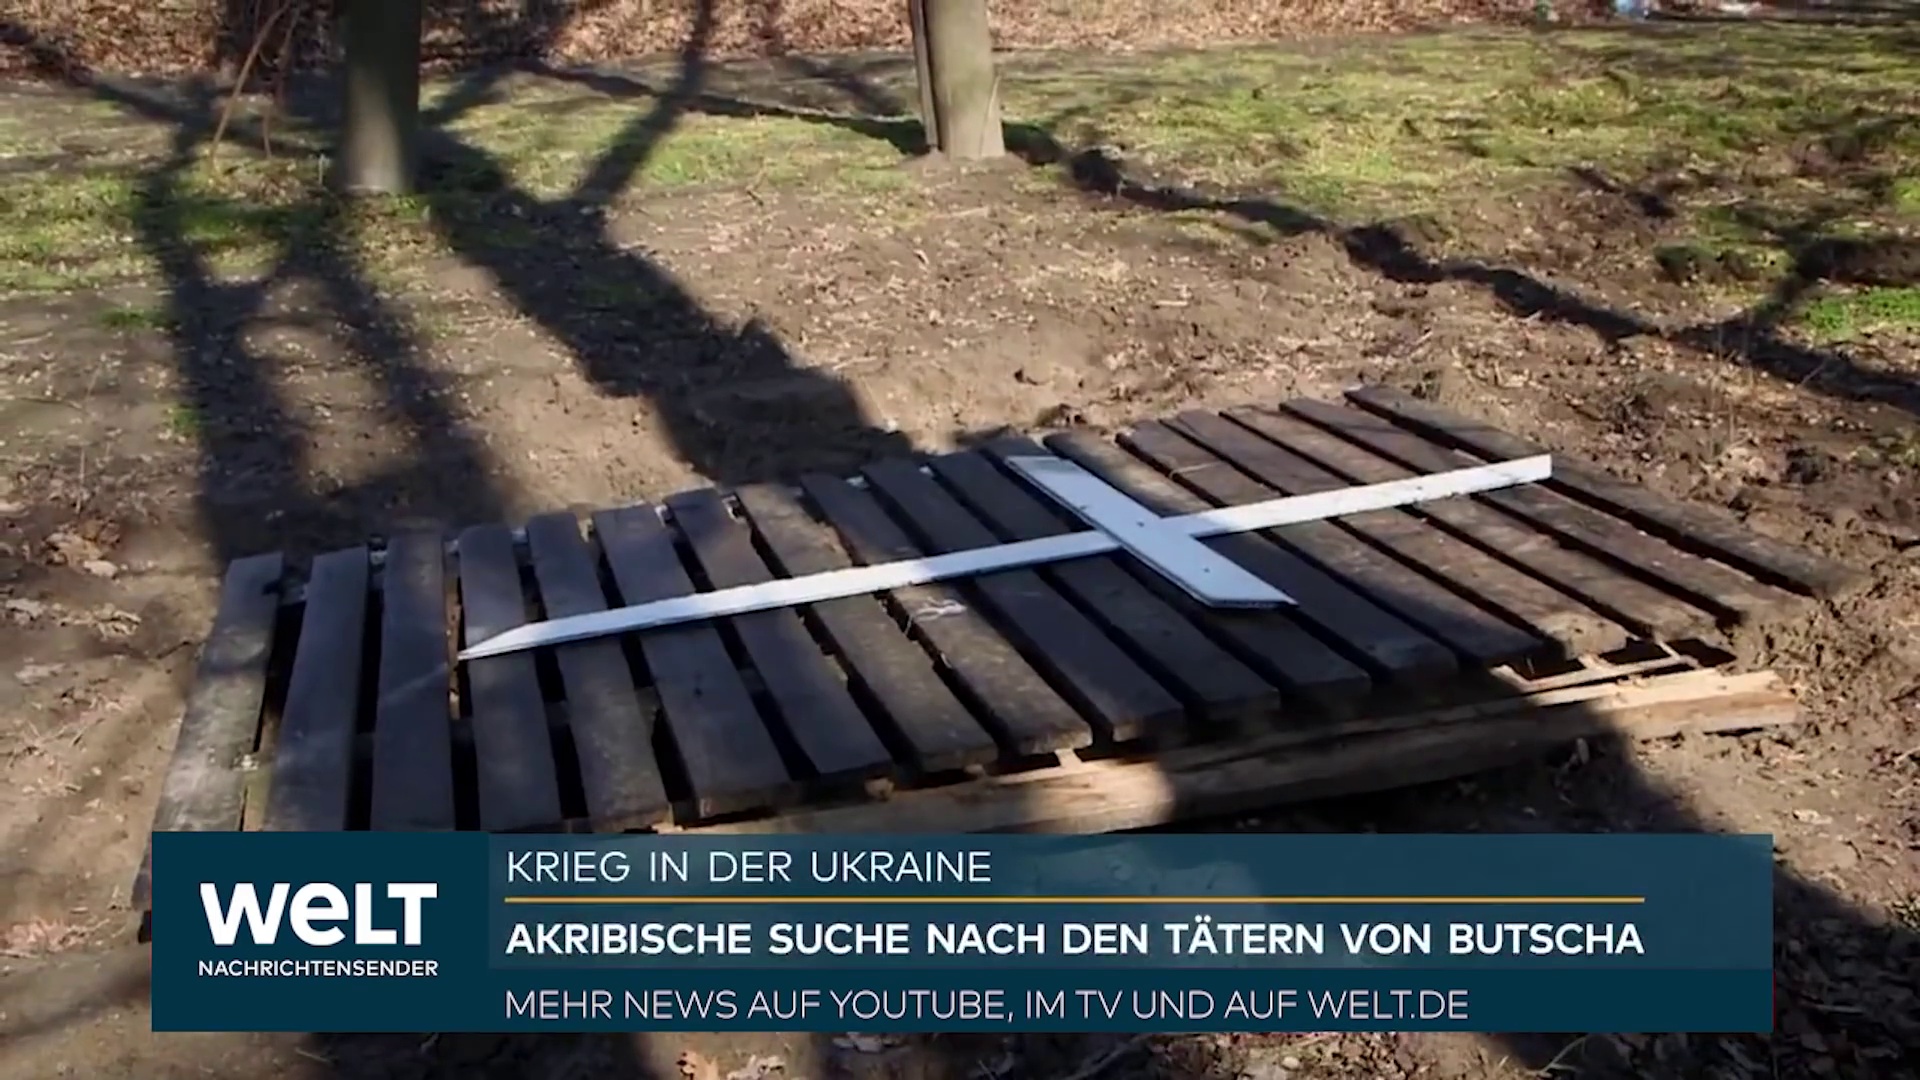 KRIEG IN DER UKRAINE
AKRIBISCHE SUCHE NACH DEN TÄTERN VON BUTSCHA
MEHR NEWS AUF YOUTUBE, IM TV UND AUF WELT.DE
WELT
NACHRICHTENSENDER